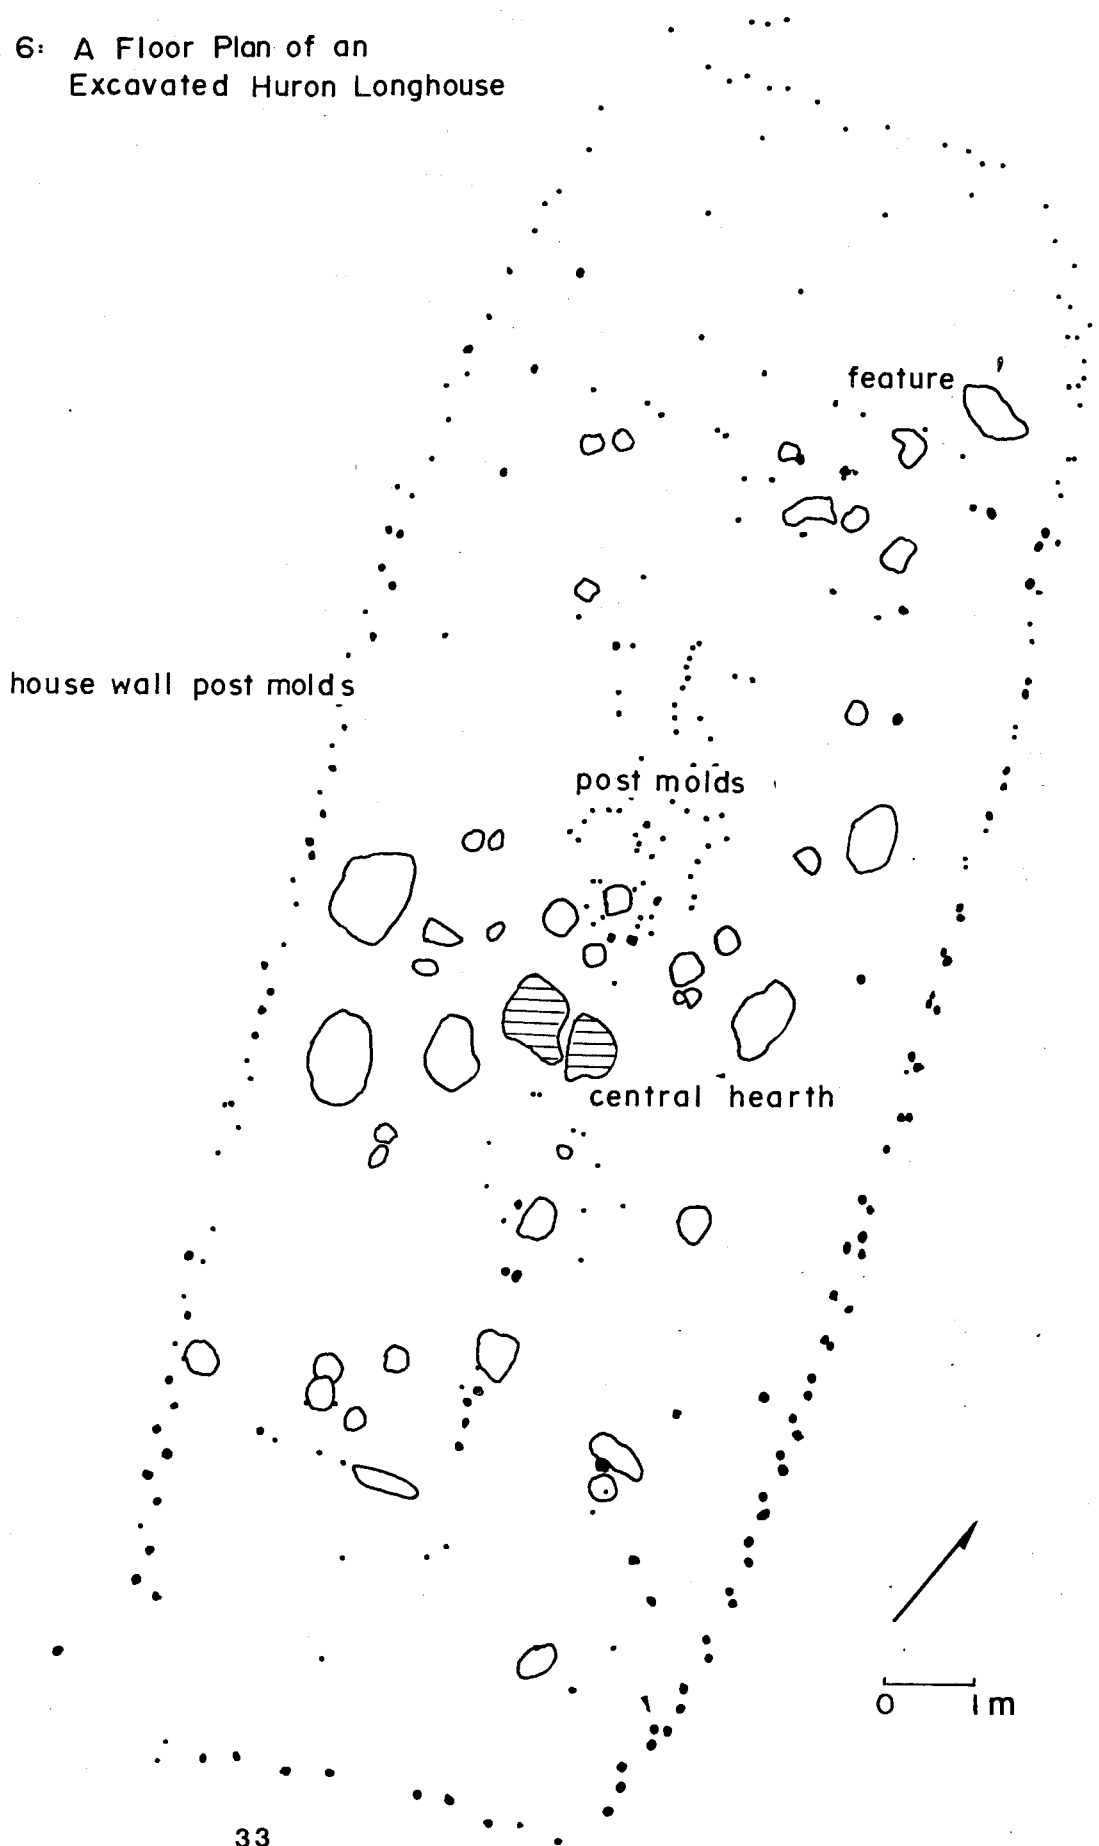 6: A Floor Plan of an
Excavated Huron Longhouse
feature
house wall post molds
post molds
central hearth
0 1m
33